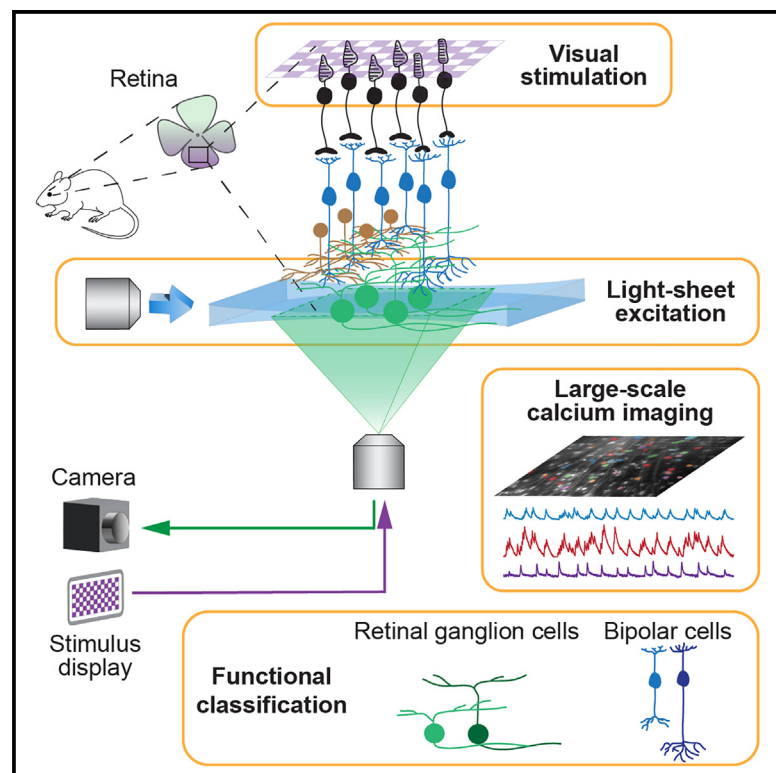 Visual
stimulation
Retina
Light-sheet
excitation
Large-scale
calcium imaging
Camera
Stimulus
display
Retinal ganglion cells
Bipolar cells
Functional
classification